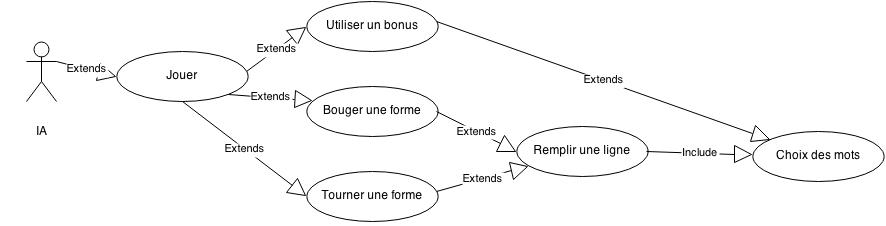 Utiliser un bonus
Extends
Extends
Jouer
Extends
IA
Extends
Bouger une forme
Extends
Extends
Remplir une ligne
Include
Choix des mots
Extends
Tourner une forme
Extends